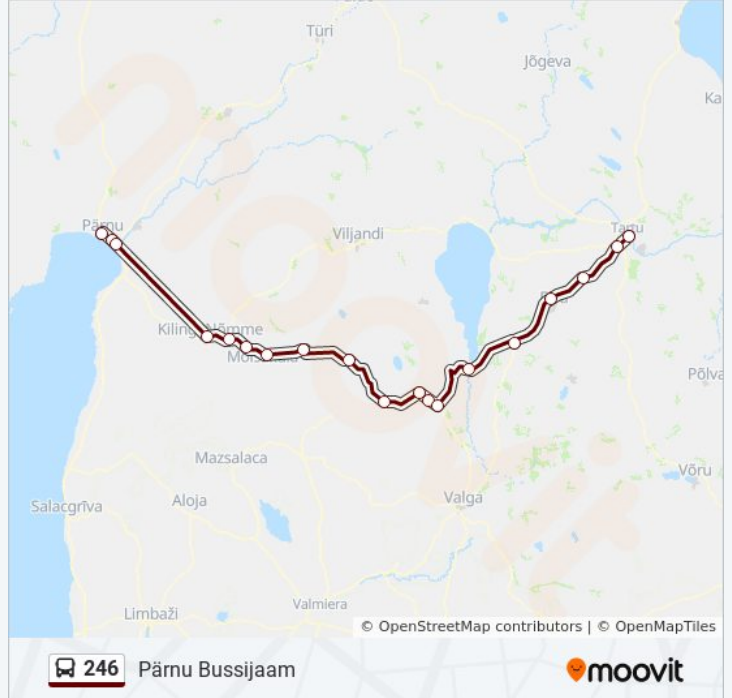 Türi
Jõgeva
Ka
Pärnu
Viljandi
Tartu
Kilingi-Nõmme
Põlva
Mazsalaca
Võru
Salacgrīva
Aloja
Valga
Limbaži
Valmiera
© OpenStreetMap contributors | © OpenMapTiles
246 Pärnu Bussijaam
moovit